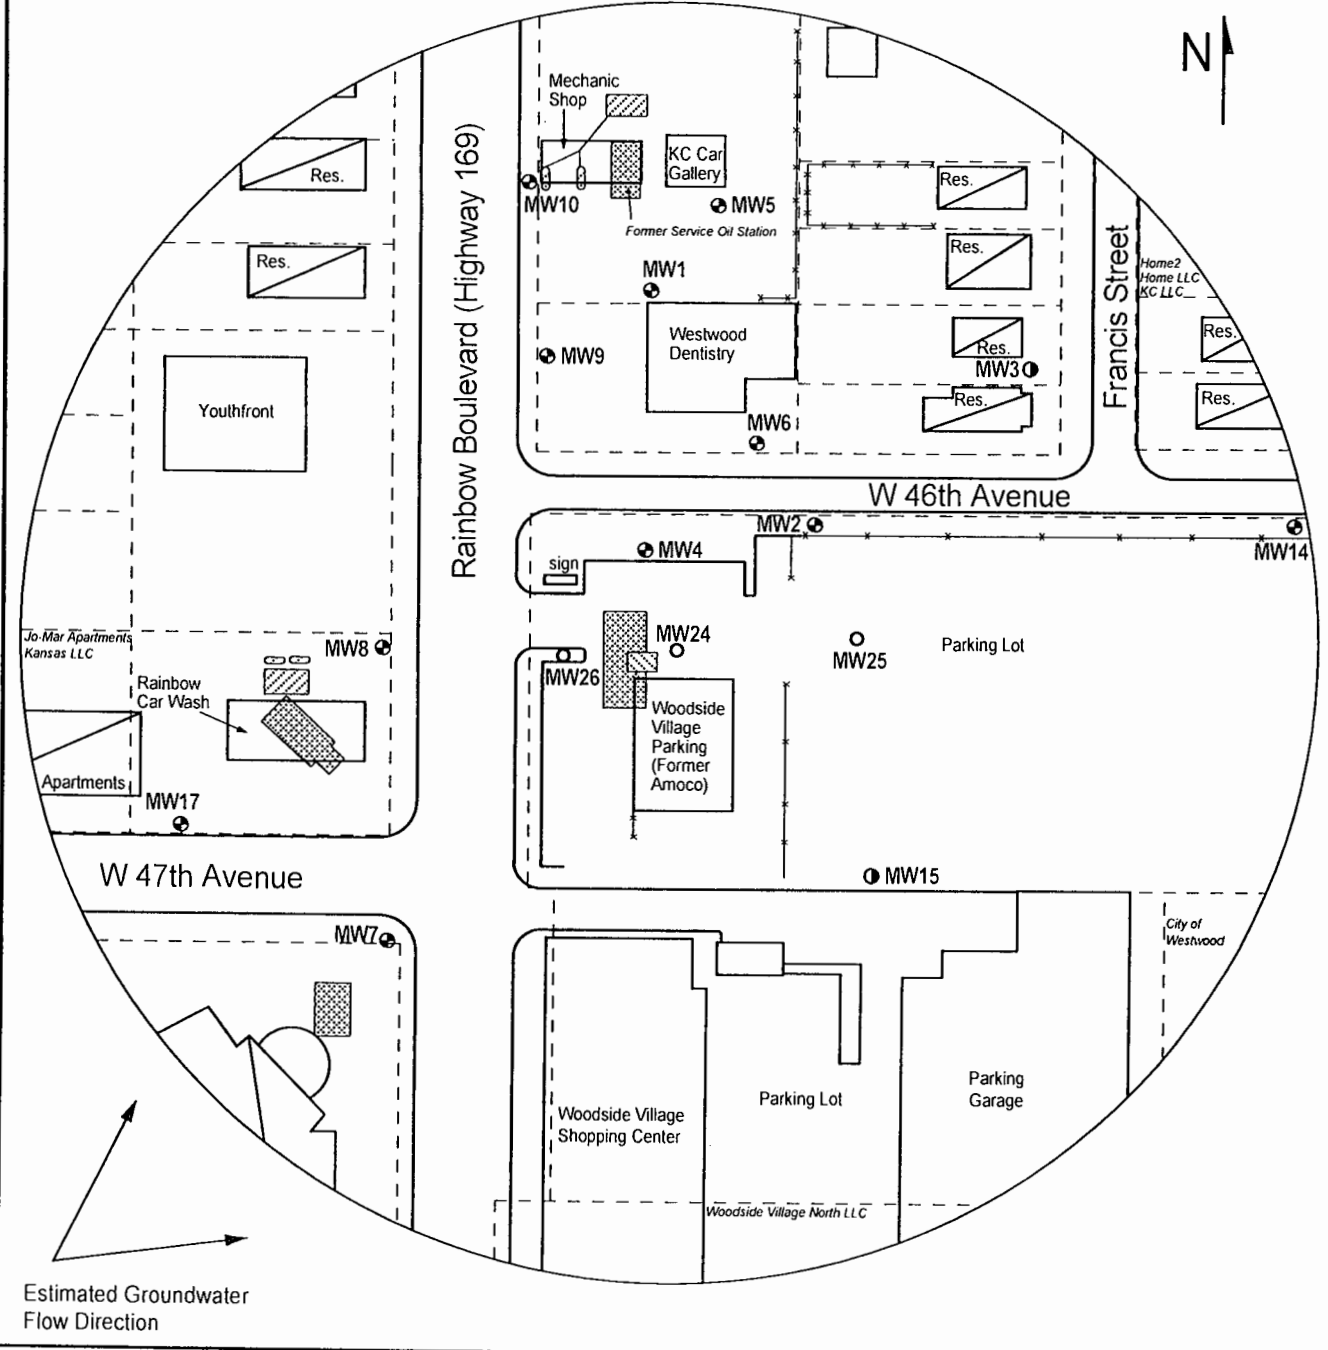 N
Mechanic
Shop
KC Car
Gallery
Res.
Res.
MW10
MW5
Former Service Oil Station
Res.
Res.
Francis Street
Home2
Home LLC
KC LLC
Rainbow Boulevard (Highway 169)
MW1
Westwood
Dentistry
MW9
Res.
Res.
MW3
Youthfront
Res.
Res.
MW6
W 46th Avenue
MW2
MW14
MW4
sign
Jo-Mar Apartments
Kansas LLC
MW8
MW24
MW25
Parking Lot
MW26
Rainbow
Car Wash
Woodside
Village
Parking
(Former
Amoco)
Apartments
MW17
W 47th Avenue
MW15
MW7
City of
Westwood
Parking
Garage
Parking Lot
Woodside Village
Shopping Center
Woodside Village North LLC
Estimated Groundwater
Flow Direction